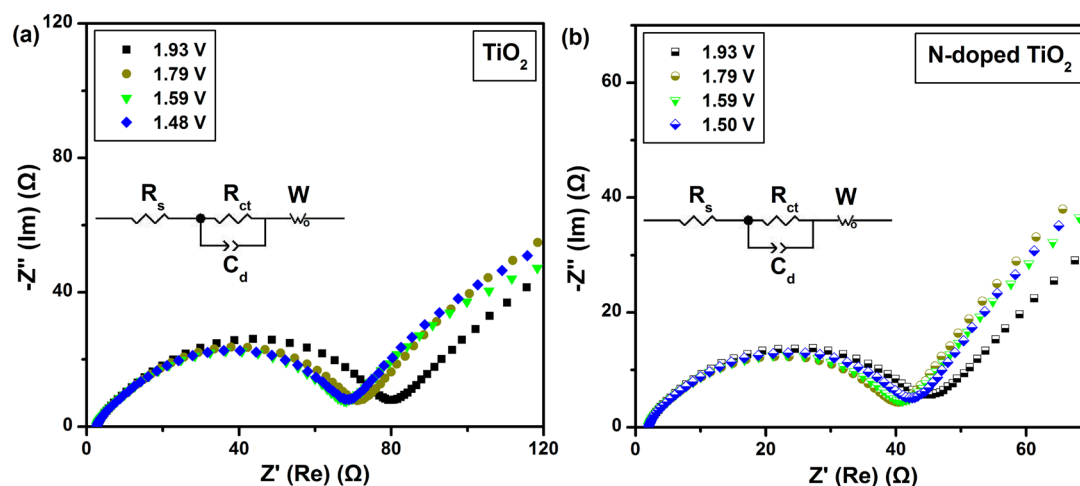 (a)
1.93 V
1.79 V
1.59 V
1.48 V
TiO₂
Rs
Rct
W
o
Cd
-Z'' (Im) (Ω)
120
80
40
0
0
40
80
120
Z' (Re) (Ω)
(b)
1.93 V
1.79 V
1.59 V
1.50 V
N-doped TiO₂
Rs
Rct
W
o
Cd
-Z'' (Im) (Ω)
60
40
20
0
0
20
40
60
Z' (Re) (Ω)